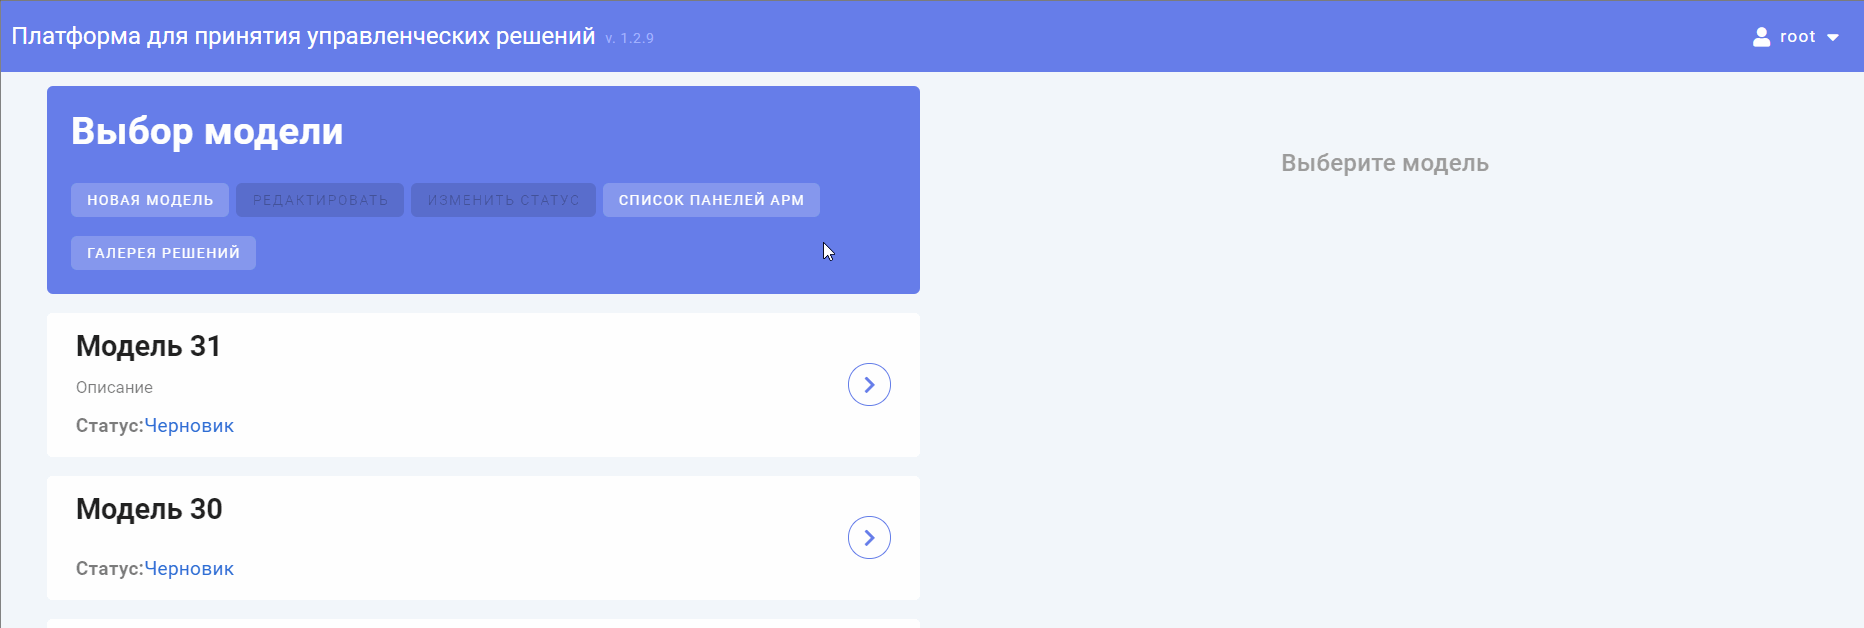 Платформа для принятия управленческих решений v. 1.2.9
root
Выбор модели
НОВАЯ МОДЕЛЬ РЕДАКТИРОВАТЬ ИЗМЕНИТЬ СТАТУС СПИСОК ПАНЕЛЕЙ АРМ
ГАЛЕРЕЯ РЕШЕНИЙ
Выберите модель
Модель 31
Описание
Статус:Черновик
Модель 30
Статус:Черновик